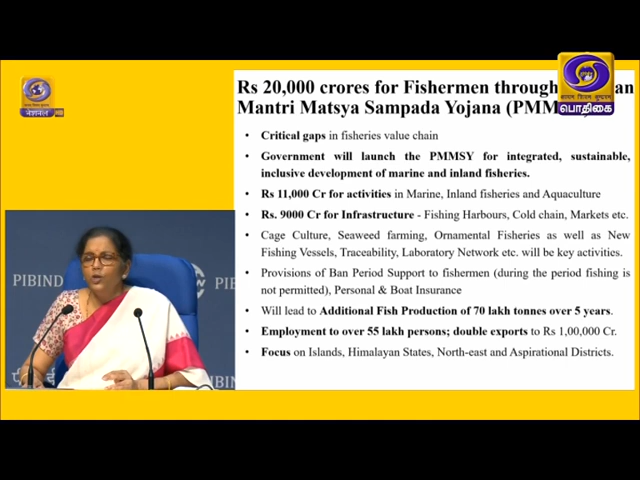 Rs 20,000 crores for Fishermen through an
Mantri Matsya Sampada Yojana (PMM
• Critical gaps in fisheries value chain
• Government will launch the PMMSY for integrated, sustainable,
inclusive development of marine and inland fisheries.
• Rs 11,000 Cr for activities in Marine, Inland fisheries and Aquaculture
• Rs. 9000 Cr for Infrastructure - Fishing Harbours, Cold chain, Markets etc.
• Cage Culture, Seaweed farming, Ornamental Fisheries as well as New
Fishing Vessels, Traceability, Laboratory Network etc. will be key activities.
• Provisions of Ban Period Support to fishermen (during the period fishing is
not permitted), Personal & Boat Insurance
• Will lead to Additional Fish Production of 70 lakh tonnes over 5 years.
• Employment to over 55 lakh persons; double exports to Rs 1,00,000 Cr.
• Focus on Islands, Himalayan States, North-east and Aspirational Districts.
பொதிகை
नेशनल
PIBIND
PIB
PIBINDI